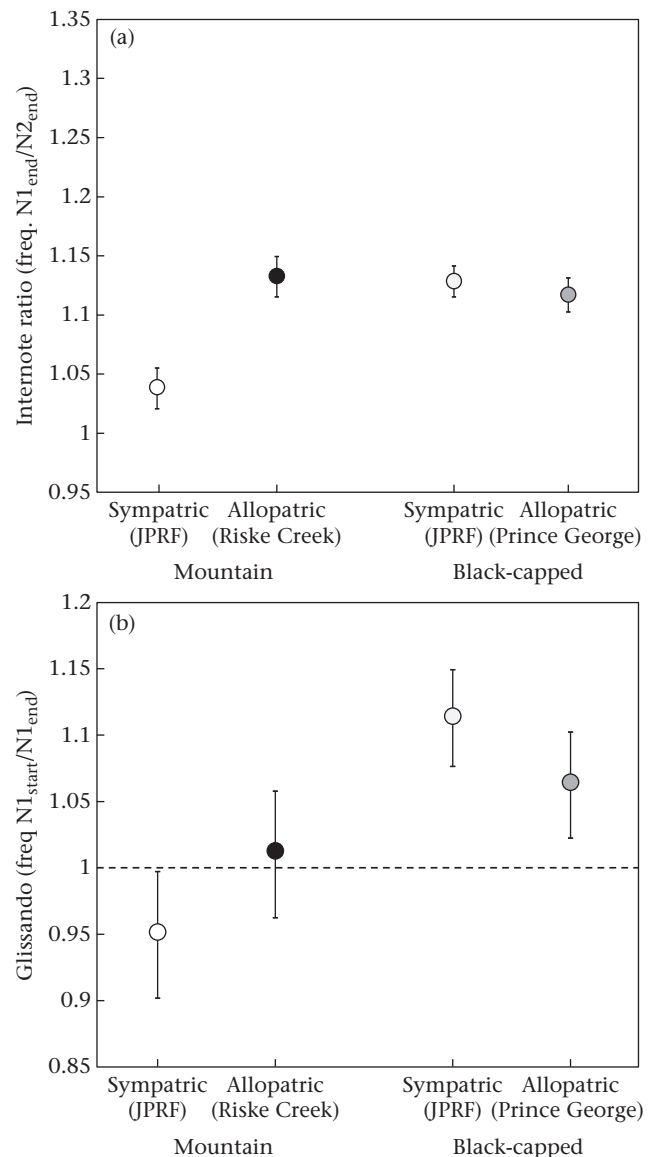 (a)
1.35
1.3
1.25
1.2
1.15
1.1
1.05
1
0.95
Internote ratio (freq. N1end/N2end)
Sympatric Allopatric Sympatric Allopatric
(JPRF) (Riske Creek) (JPRF) (Prince George)
Mountain Black-capped
(b)
1.2
1.15
1.1
1.05
1
0.95
0.9
0.85
Glissando (freq N1start/N1end)
Sympatric Allopatric Sympatric Allopatric
(JPRF) (Riske Creek) (JPRF) (Prince George)
Mountain Black-capped